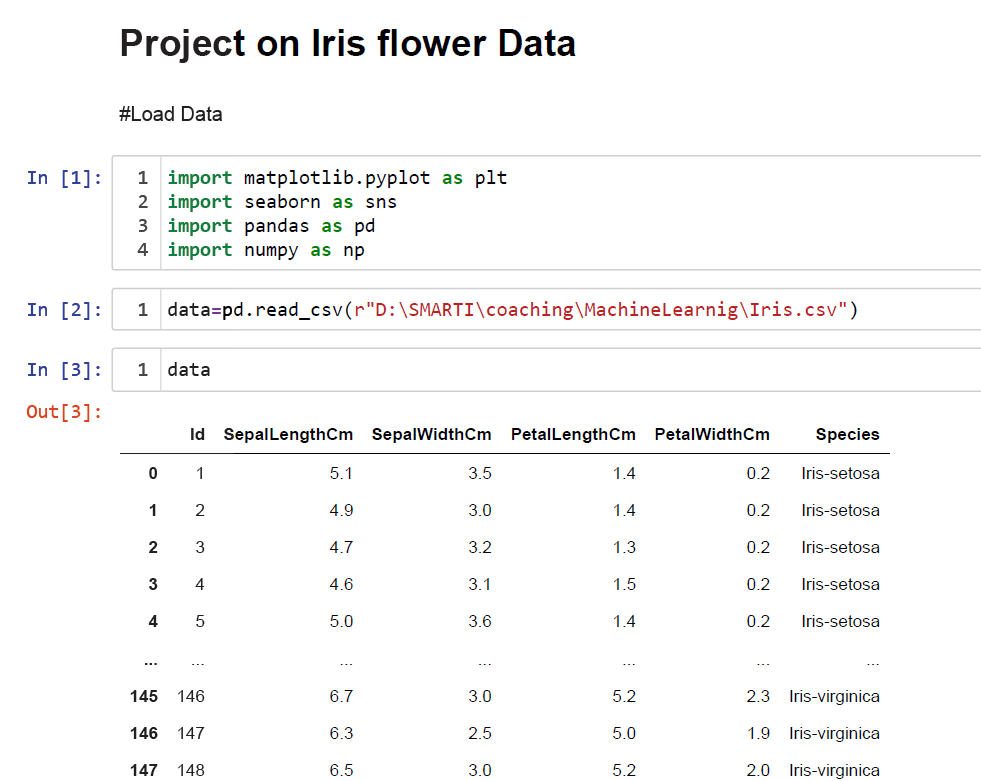 Project on Iris flower Data
#Load Data
In [1]:
1 import matplotlib.pyplot as plt
2 import seaborn as sns
3 import pandas as pd
4 import numpy as np
In [2]:
1 data=pd.read_csv(r"D:\SMARTI\coaching\MachineLearnig\Iris.csv")
In [3]:
1 data
Out[3]:
Id SepalLengthCm SepalWidthCm PetalLengthCm PetalWidthCm Species
0 1 5.1 3.5 1.4 0.2 Iris-setosa
1 2 4.9 3.0 1.4 0.2 Iris-setosa
2 3 4.7 3.2 1.3 0.2 Iris-setosa
3 4 4.6 3.1 1.5 0.2 Iris-setosa
4 5 5.0 3.6 1.4 0.2 Iris-setosa
... ... ... ... ... ... ...
145 146 6.7 3.0 5.2 2.3 Iris-virginica
146 147 6.3 2.5 5.0 1.9 Iris-virginica
147 148 6.5 3.0 5.2 2.0 Iris-virginica